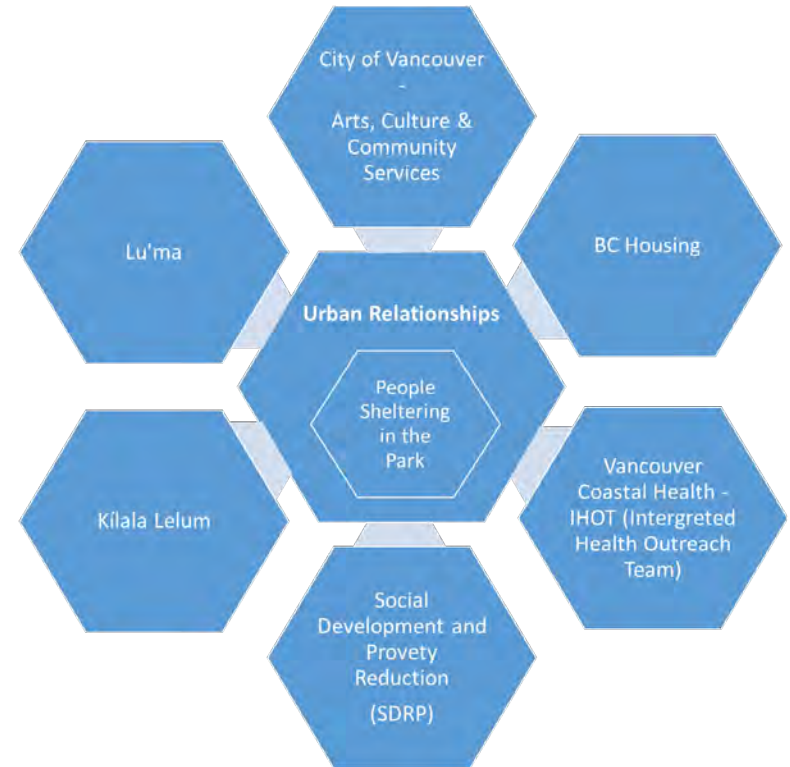 City of Vancouver
-
Arts, Culture &
Community
Services
Lu'ma
BC Housing
Urban Relationships
People
Sheltering
in the
Park
Kílala Lelum
Vancouver
Coastal Health -
IHOT (Intergreted
Health Outreach
Team)
Social
Development and
Provety
Reduction
(SDRP)